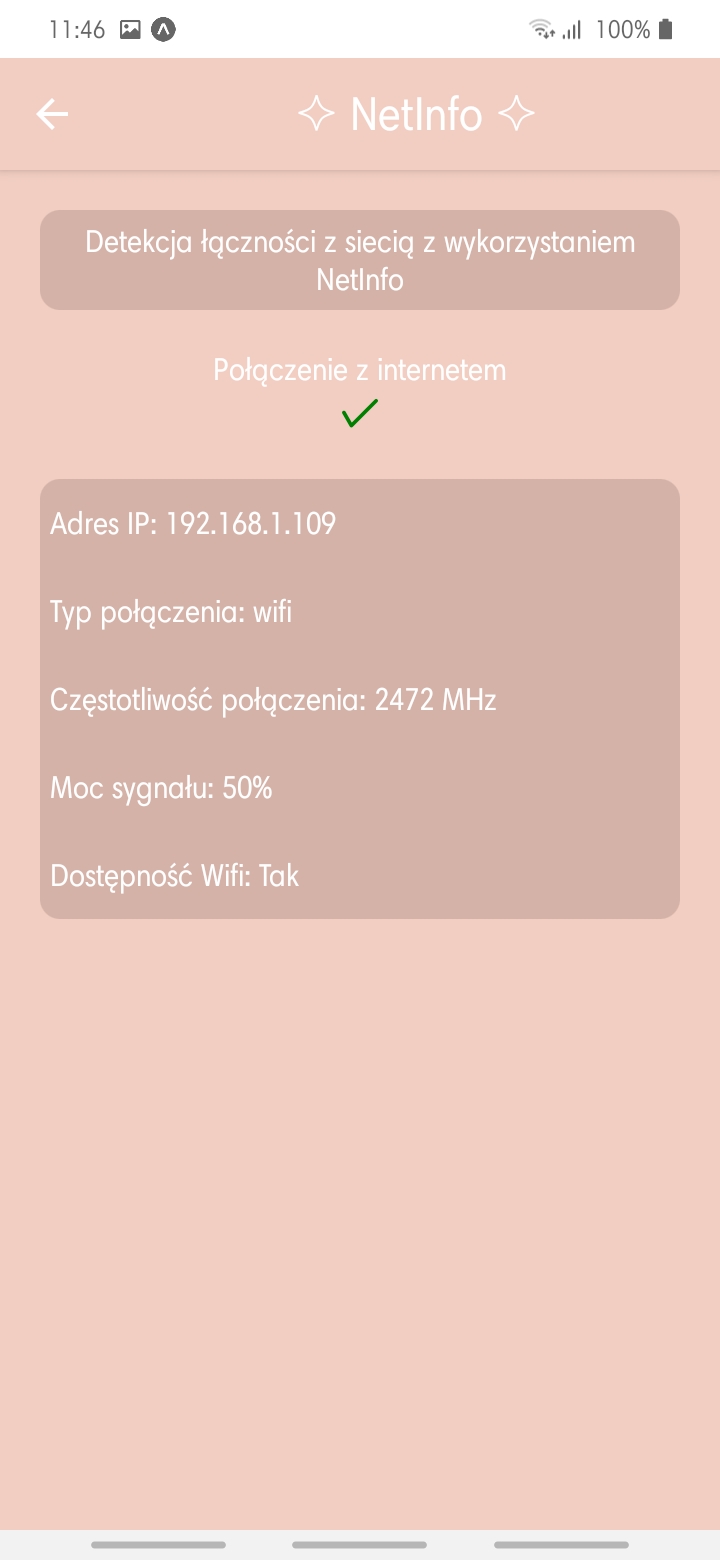 11:46 100%
NetInfo
Detekcja łączności z siecią z wykorzystaniem
NetInfo
Połączenie z internetem
Adres IP: 192.168.1.109
Typ połączenia: wifi
Częstotliwość połączenia: 2472 MHz
Moc sygnału: 50%
Dostępność Wifi: Tak